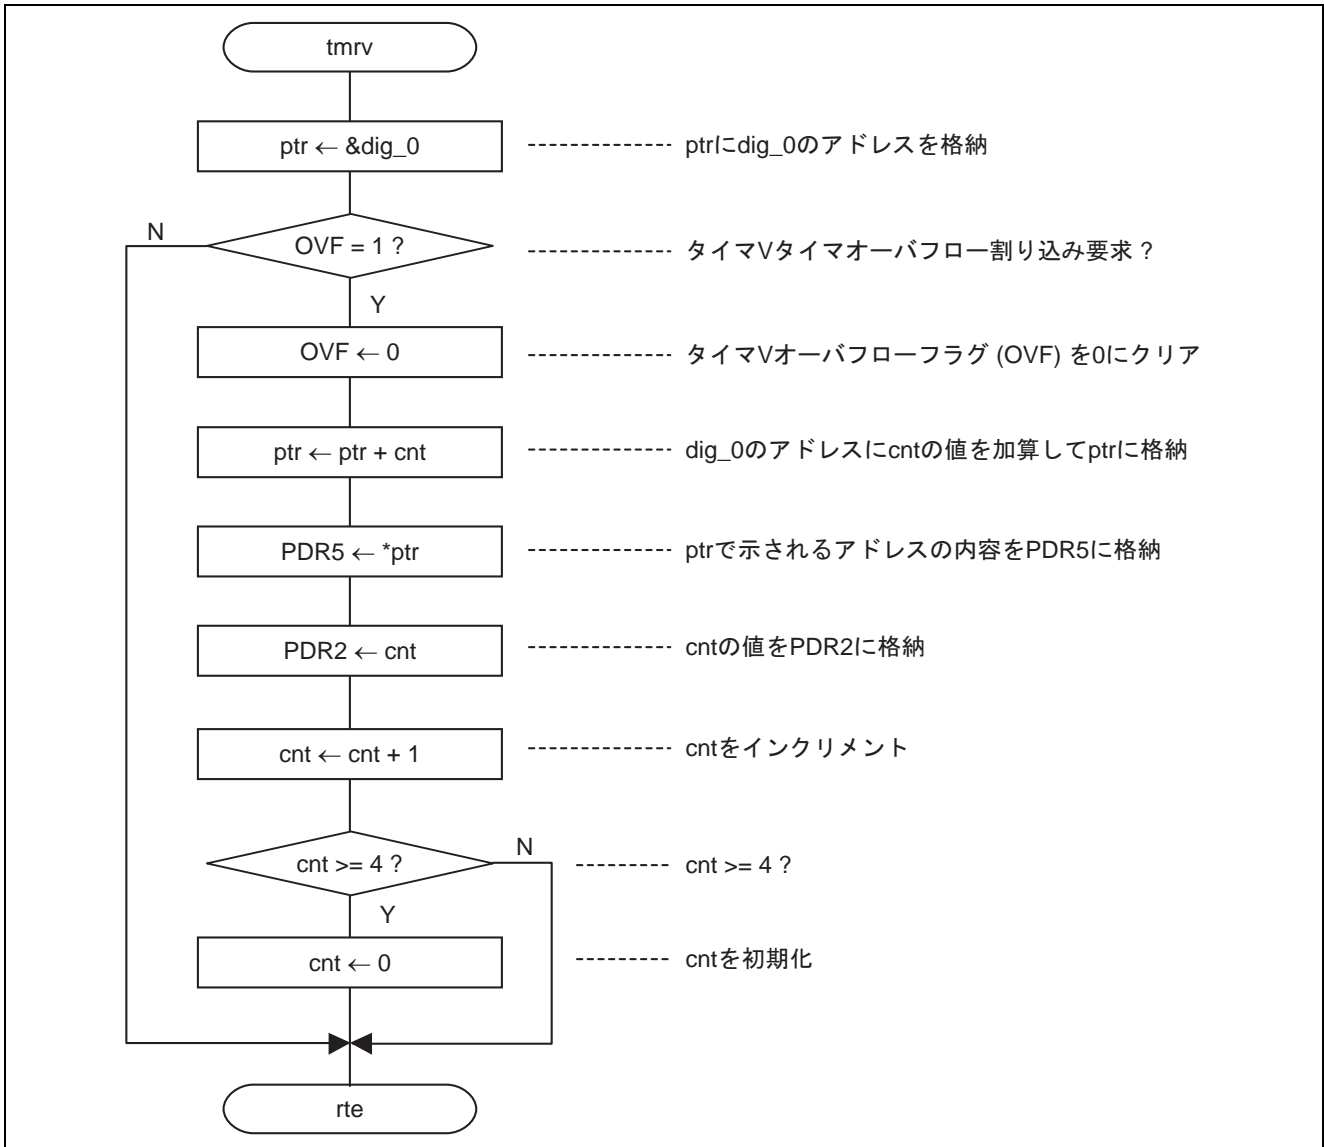 tmrv
ptr ← &dig_0
ptrにdig_0のアドレスを格納
N
OVF = 1 ?
タイマVタイマオーバフロー割り込み要求？
Y
OVF ← 0
タイマVオーバフローフラグ (OVF) を0にクリア
ptr ← ptr + cnt
dig_0のアドレスにcntの値を加算してptrに格納
PDR5 ← *ptr
ptrで示されるアドレスの内容をPDR5に格納
PDR2 ← cnt
cntの値をPDR2に格納
cnt ← cnt + 1
cntをインクリメント
cnt >= 4 ?
N
cnt >= 4 ?
Y
cnt ← 0
cntを初期化
rte